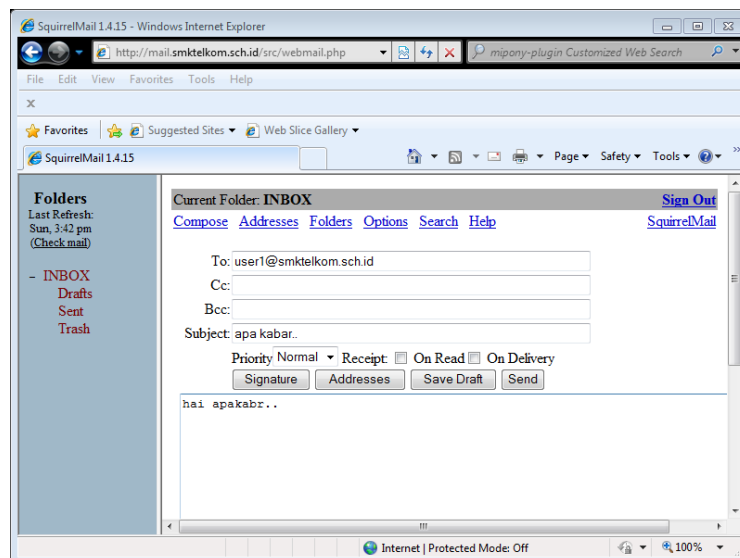 SquirrelMail 1.4.15 - Windows Internet Explorer
http://mail.smktelkom.sch.id/src/webmail.php
mipony-plugin Customized Web Search
File Edit View Favorites Tools Help
x
Favorites Suggested Sites Web Slice Gallery
SquirrelMail 1.4.15 Page Safety Tools »
Folders
Last Refresh:
Sun, 3:42 pm
(Check mail)
– INBOX
Drafts
Sent
Trash
Current Folder: INBOX Sign Out
Compose Addresses Folders Options Search Help SquirrelMail
To: user1@smktelkom.sch.id
Cc:
Bcc:
Subject: apa kabar..
Priority Normal Receipt: On Read On Delivery
Signature Addresses Save Draft Send
hai apakabr..
Internet | Protected Mode: Off 100%